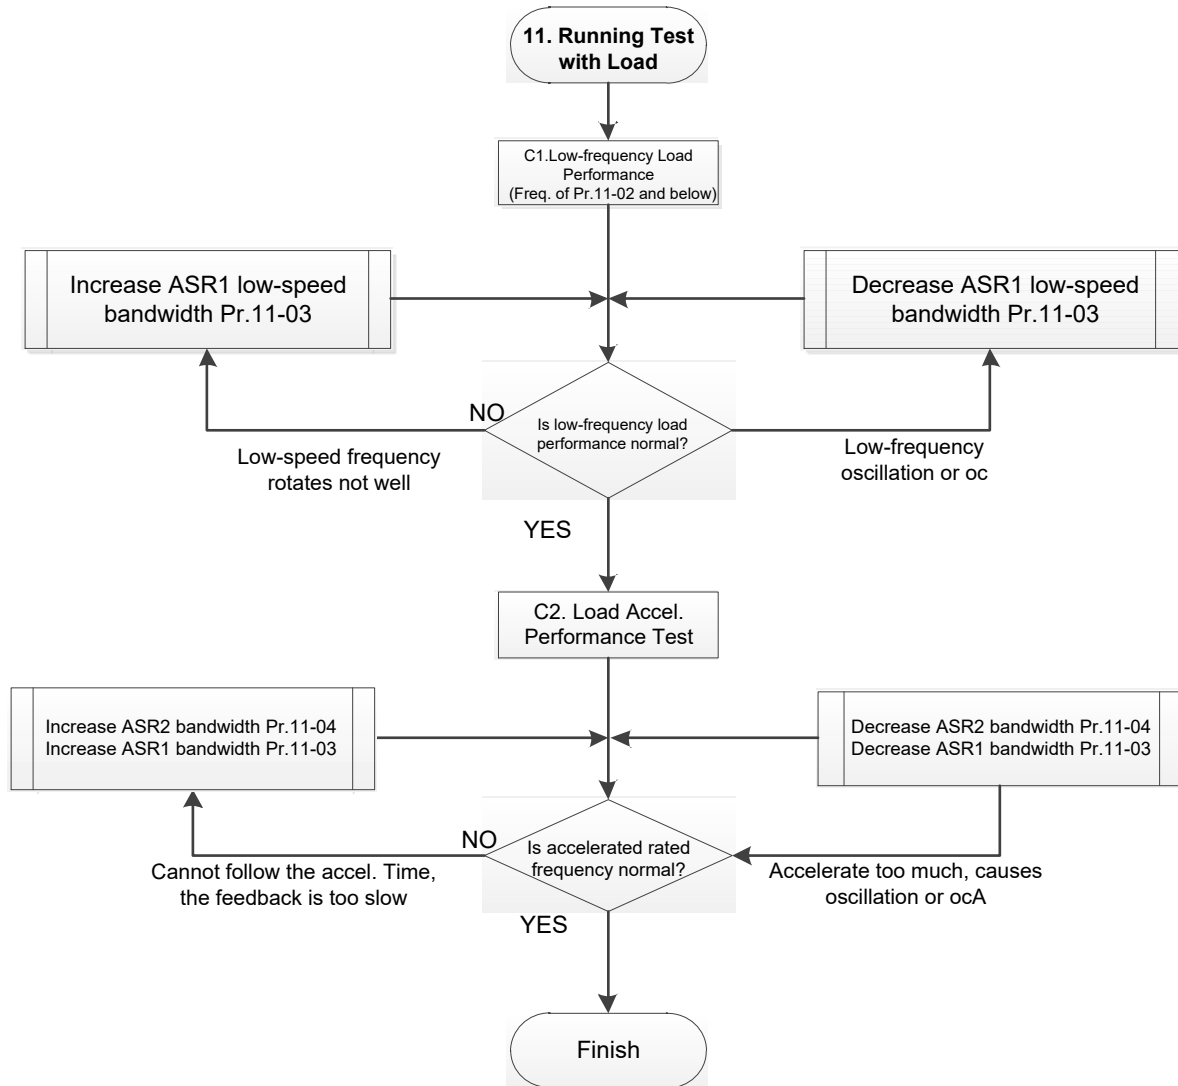 11. Running Test
with Load
C1.Low-frequency Load
Performance
(Freq. of Pr.11-02 and below)
Increase ASR1 low-speed
bandwidth Pr.11-03
Decrease ASR1 low-speed
bandwidth Pr.11-03
NO
Is low-frequency load
performance normal?
Low-speed frequency
rotates not well
Low-frequency
oscillation or oc
YES
C2. Load Accel.
Performance Test
Increase ASR2 bandwidth Pr.11-04
Increase ASR1 bandwidth Pr.11-03
Decrease ASR2 bandwidth Pr.11-04
Decrease ASR1 bandwidth Pr.11-03
NO
Is accelerated rated
frequency normal?
Cannot follow the accel. Time,
the feedback is too slow
Accelerate too much, causes
oscillation or ocA
YES
Finish